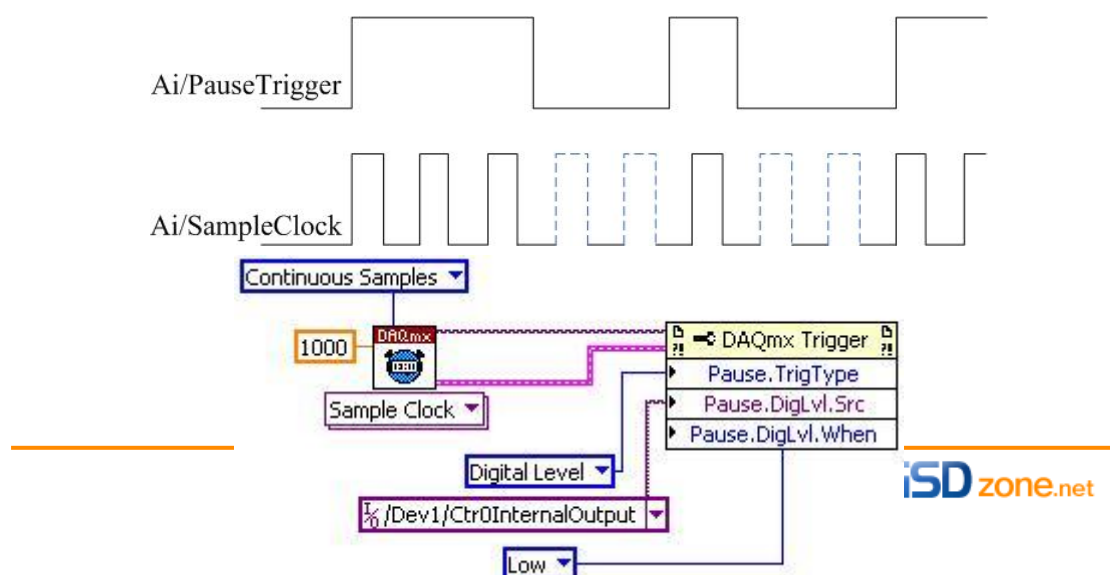 Ai/PauseTrigger
Ai/SampleClock
Continuous Samples
1000
DAQmx
Sample Clock
DAQmx Trigger
Pause.TrigType
Pause.DigLvl.Src
Pause.DigLvl.When
Digital Level
/Dev1/Ctr0InternalOutput
Low
iSD zone.net